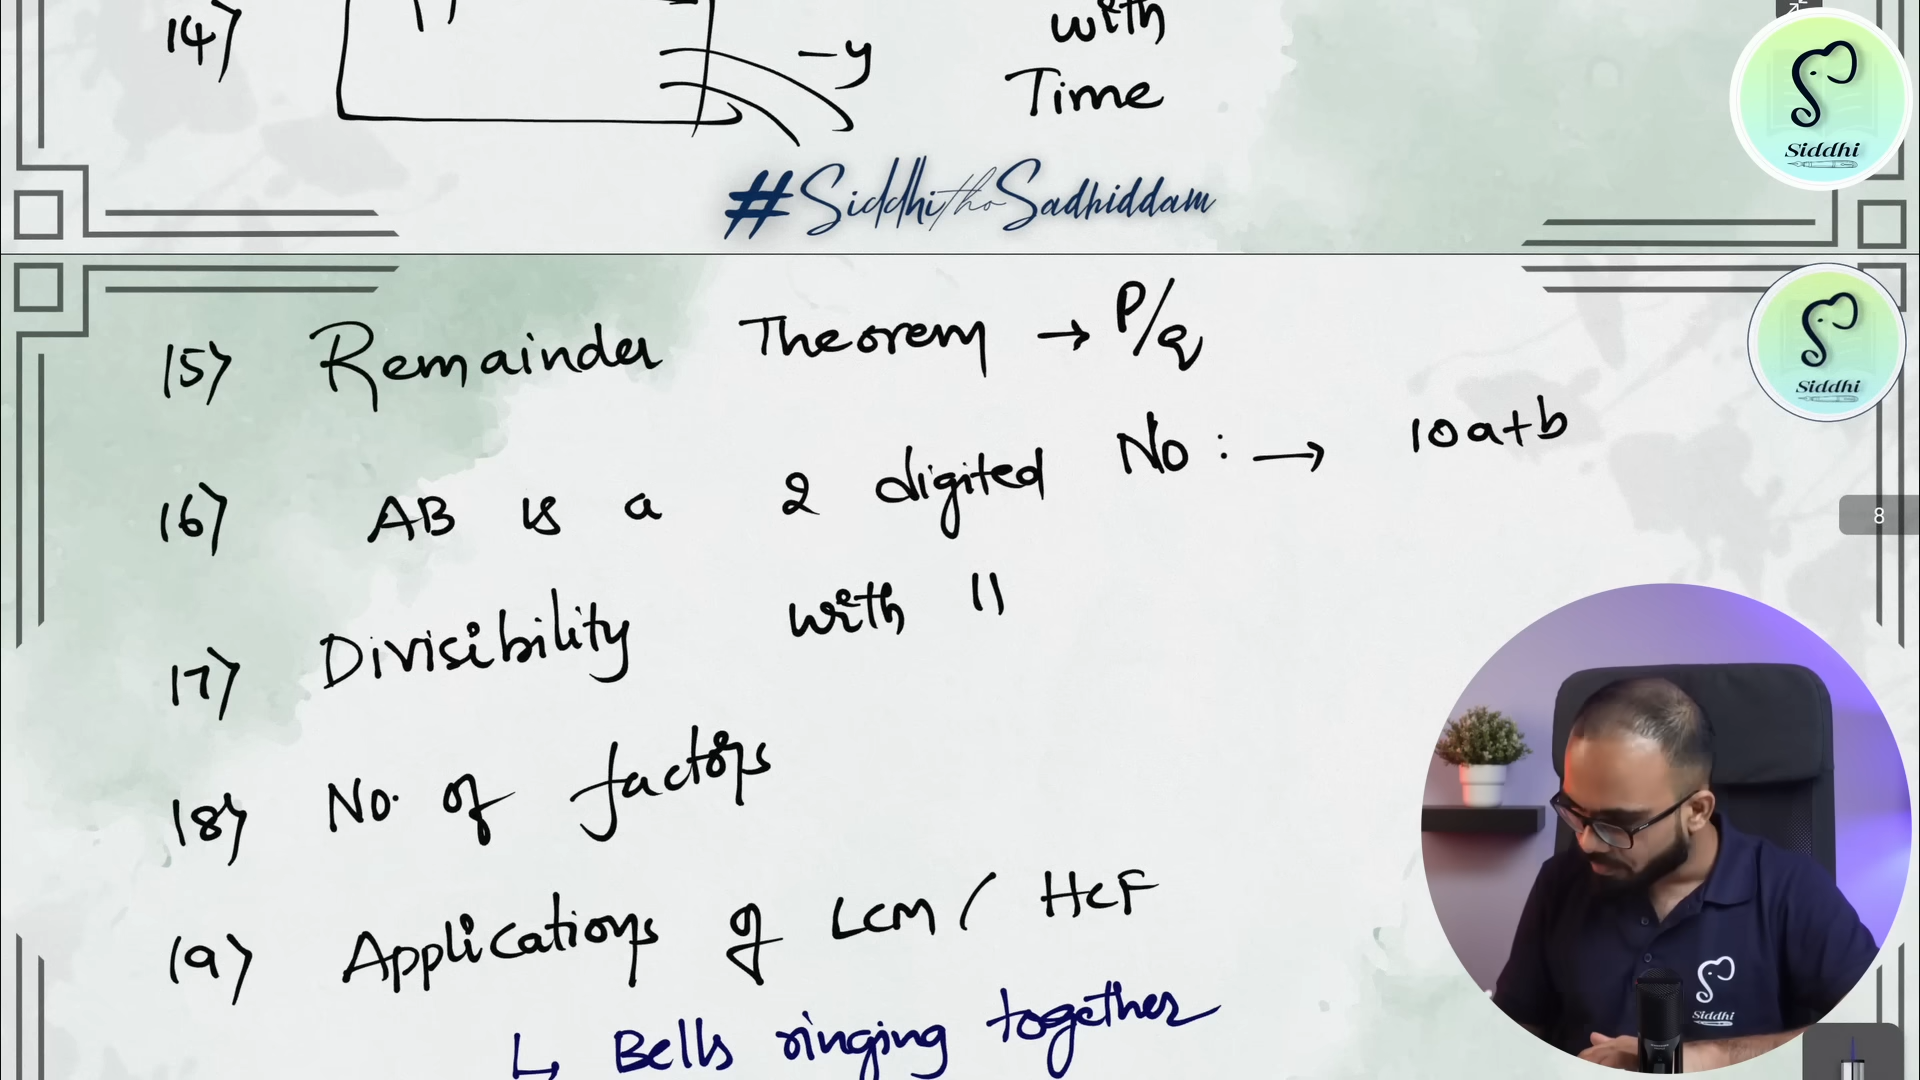 14)
-y
with
Time
Siddhi
#SiddhithoSadhiddam
Siddhi
15) Remainder Theorem → P/q
16) AB is a 2 digited No: → 10a+b
8
17) Divisibility with 11
18) No. of factors
19) Applications of LCM / HCF
↳ Bells ringing together
Siddhi